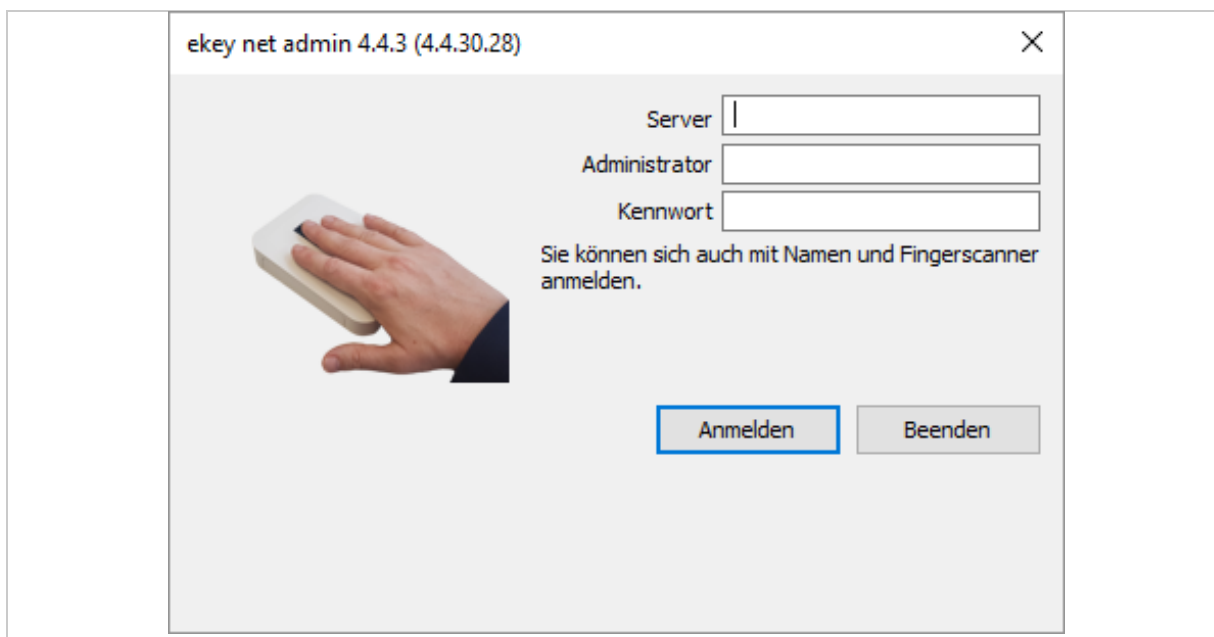 ekey net admin 4.4.3 (4.4.30.28)
Server
Administrator
Kennwort
Sie können sich auch mit Namen und Fingerscanner
anmelden.
Anmelden Beenden